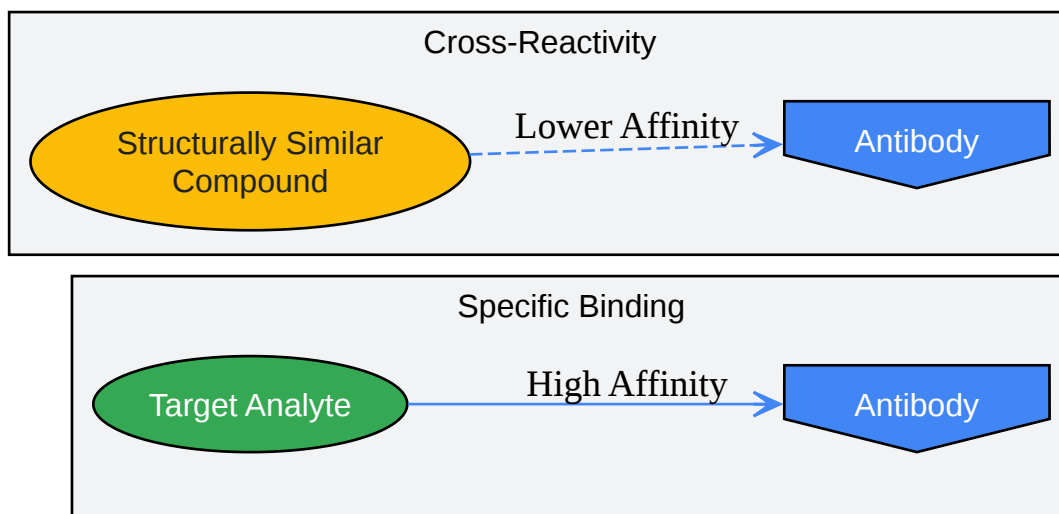 Cross-Reactivity
Structurally Similar
Compound
Lower Affinity
Antibody
Specific Binding
Target Analyte
High Affinity
Antibody